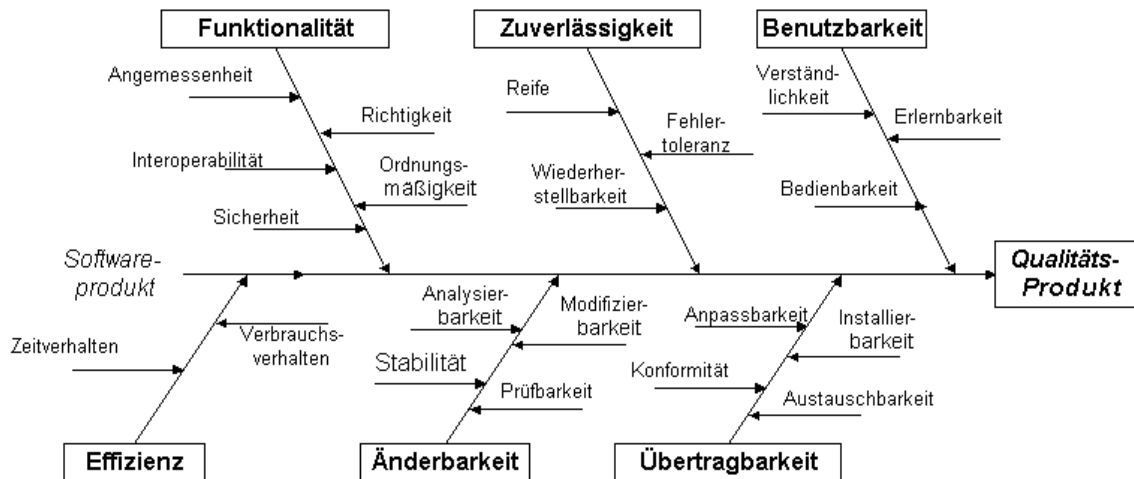 Funktionalität
Zuverlässigkeit
Benutzbarkeit
Angemessenheit
Richtigkeit
Interoperabilität
Ordnungs-
mäßigkeit
Sicherheit
Reife
Fehler-
toleranz
Wiederher-
stellbarkeit
Verständ-
lichkeit
Erlernbarkeit
Bedienbarkeit
Software-
produkt
Qualitäts-
Produkt
Zeitverhalten
Verbrauchs-
verhalten
Analysier-
barkeit
Modifizier-
barkeit
Stabilität
Prüfbarkeit
Anpassbarkeit
Installier-
barkeit
Konformität
Austauschbarkeit
Effizienz
Änderbarkeit
Übertragbarkeit